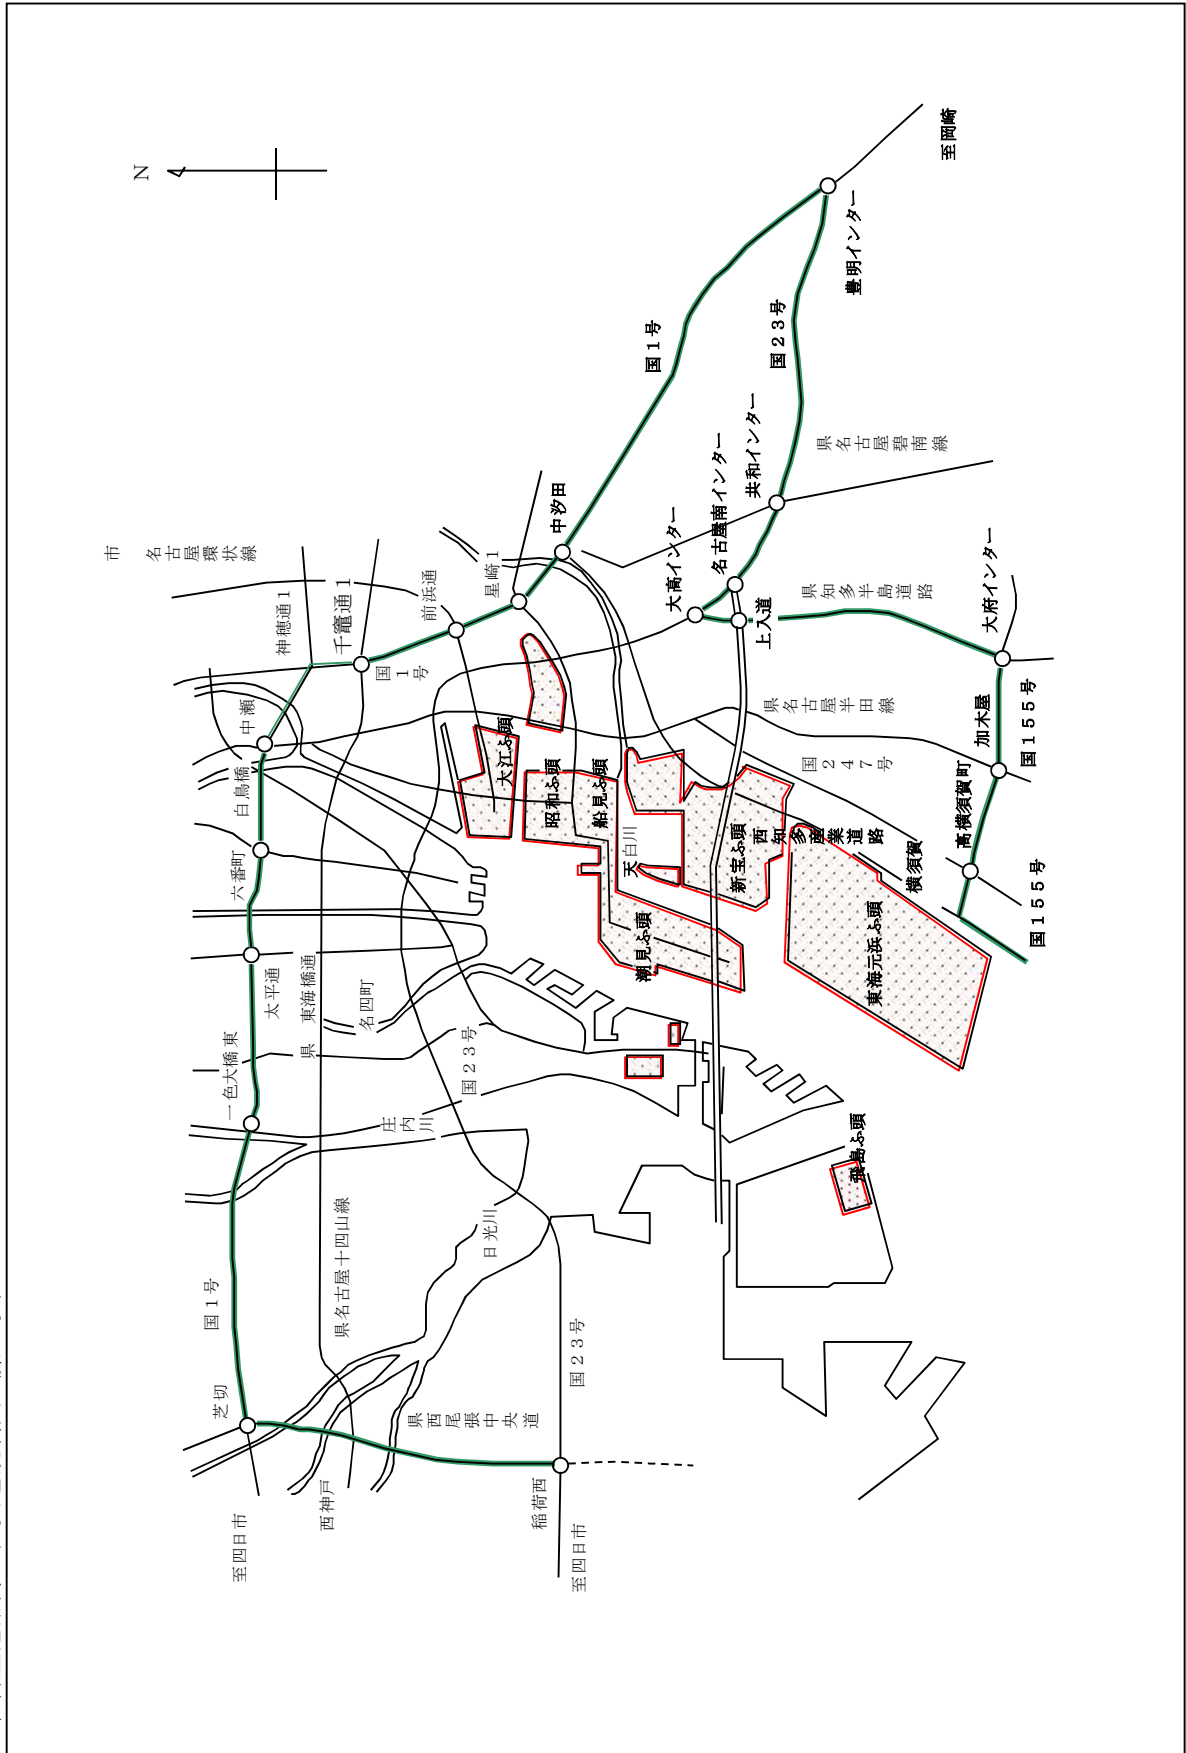 N
至四日市
芝切
国1号
一色大橋東
太平通
六番町
白鳥橋
中瀬
神穂通1
市 名古屋環状線
千竈通1
国1号
前浜通
星崎1
中汐田
国1号
至岡崎
豊明インター
国23号
共和インター
名古屋南インター
大高インター
県名古屋碧南線
上入道
県知多半島道路
大府インター
国155号
加木屋
高横須賀町
国155号
県名古屋半田線
国247号
西知多産業道路
横須賀
東海橋通
県
名四町
国23号
庄内川
県名古屋十四山線
日光川
国23号
県西尾張中央道
西神戸
稲荷西
至四日市
大江ふ頭
昭和ふ頭
船見ふ頭
天白川
潮見ふ頭
新宝ふ頭
東海元浜ふ頭
飛島ふ頭